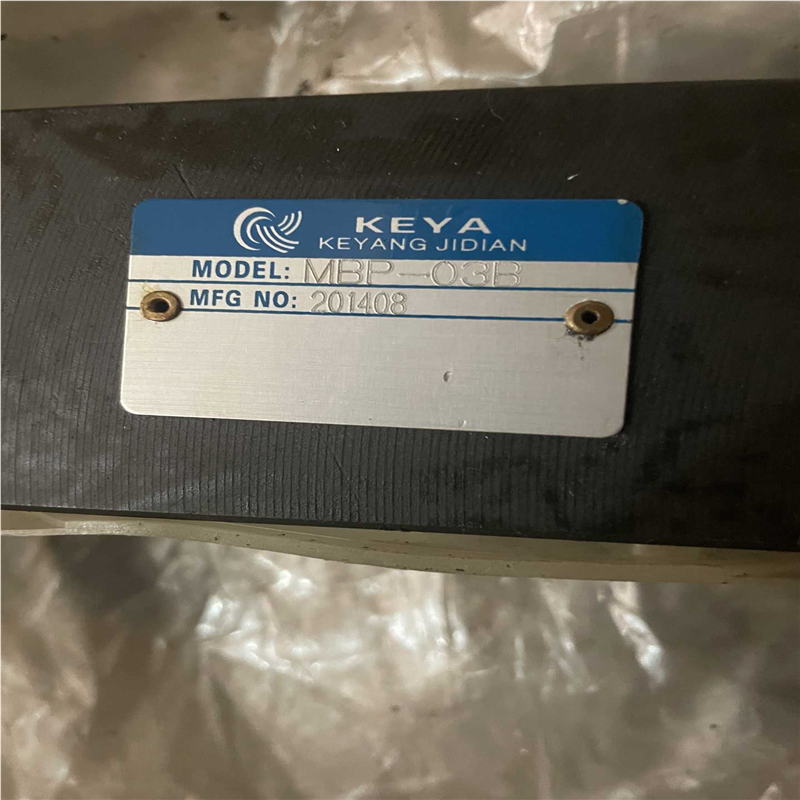 KEYA
KEYANG JIDIAN
MODEL: MBP-03B
MFG NO: 201408